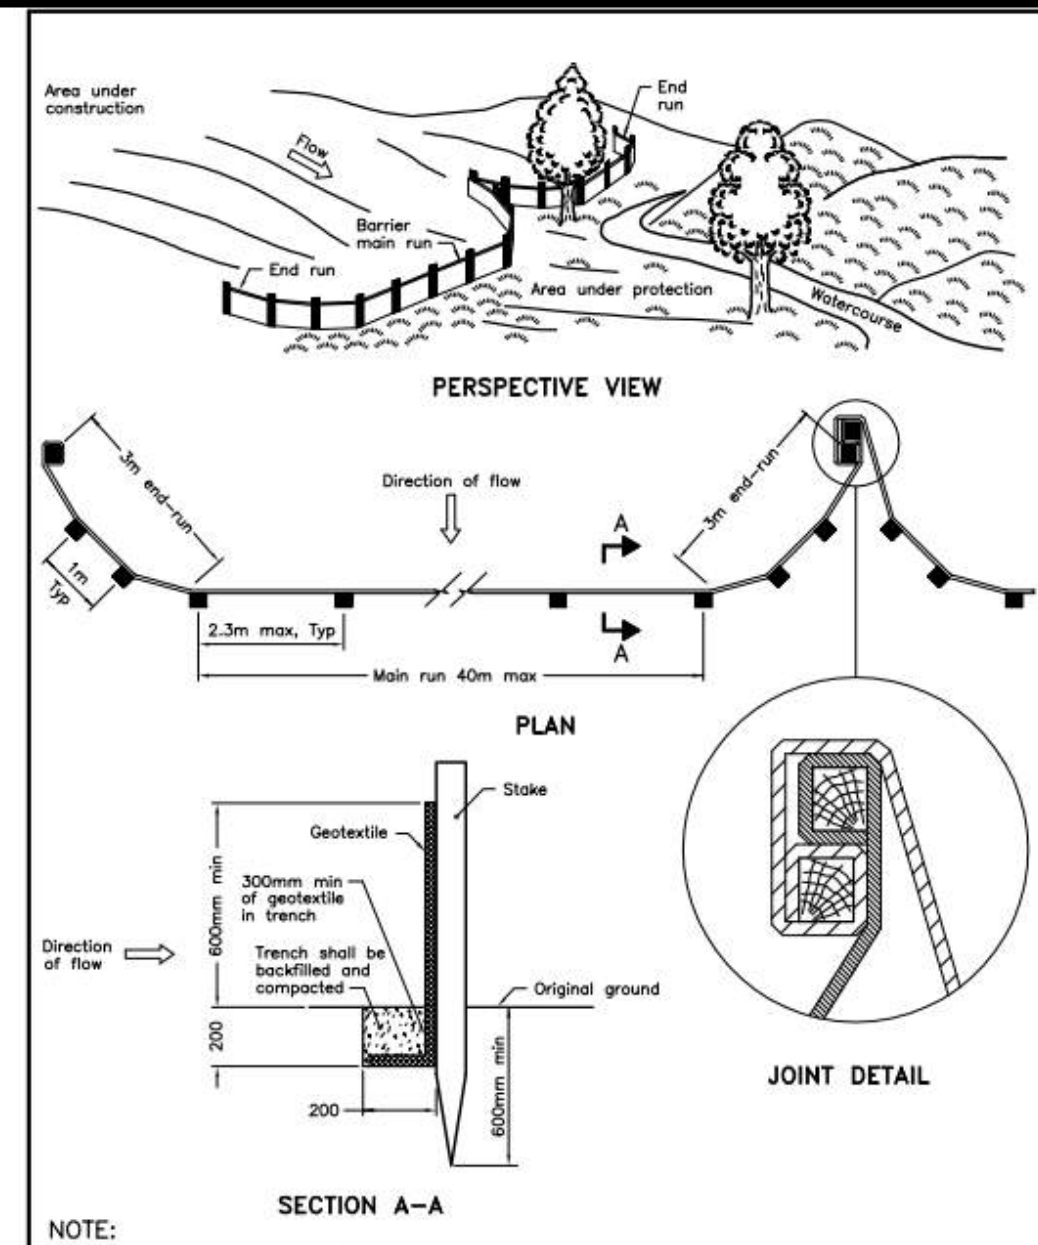 Area under
construction
Flow
End
run
Barrier
main run
End run
Area under protection
Watercourse
PERSPECTIVE VIEW
3m end-run
Direction of flow
3m end-run
A
1m
Typ
2.3m max, Typ
A
Main run 40m max
PLAN
Stake
Geotextile
600mm min
300mm min
of geotextile
in trench
Direction
of flow
Trench shall be
backfilled and
compacted
Original ground
200
600mm min
200
JOINT DETAIL
SECTION A-A
NOTE: